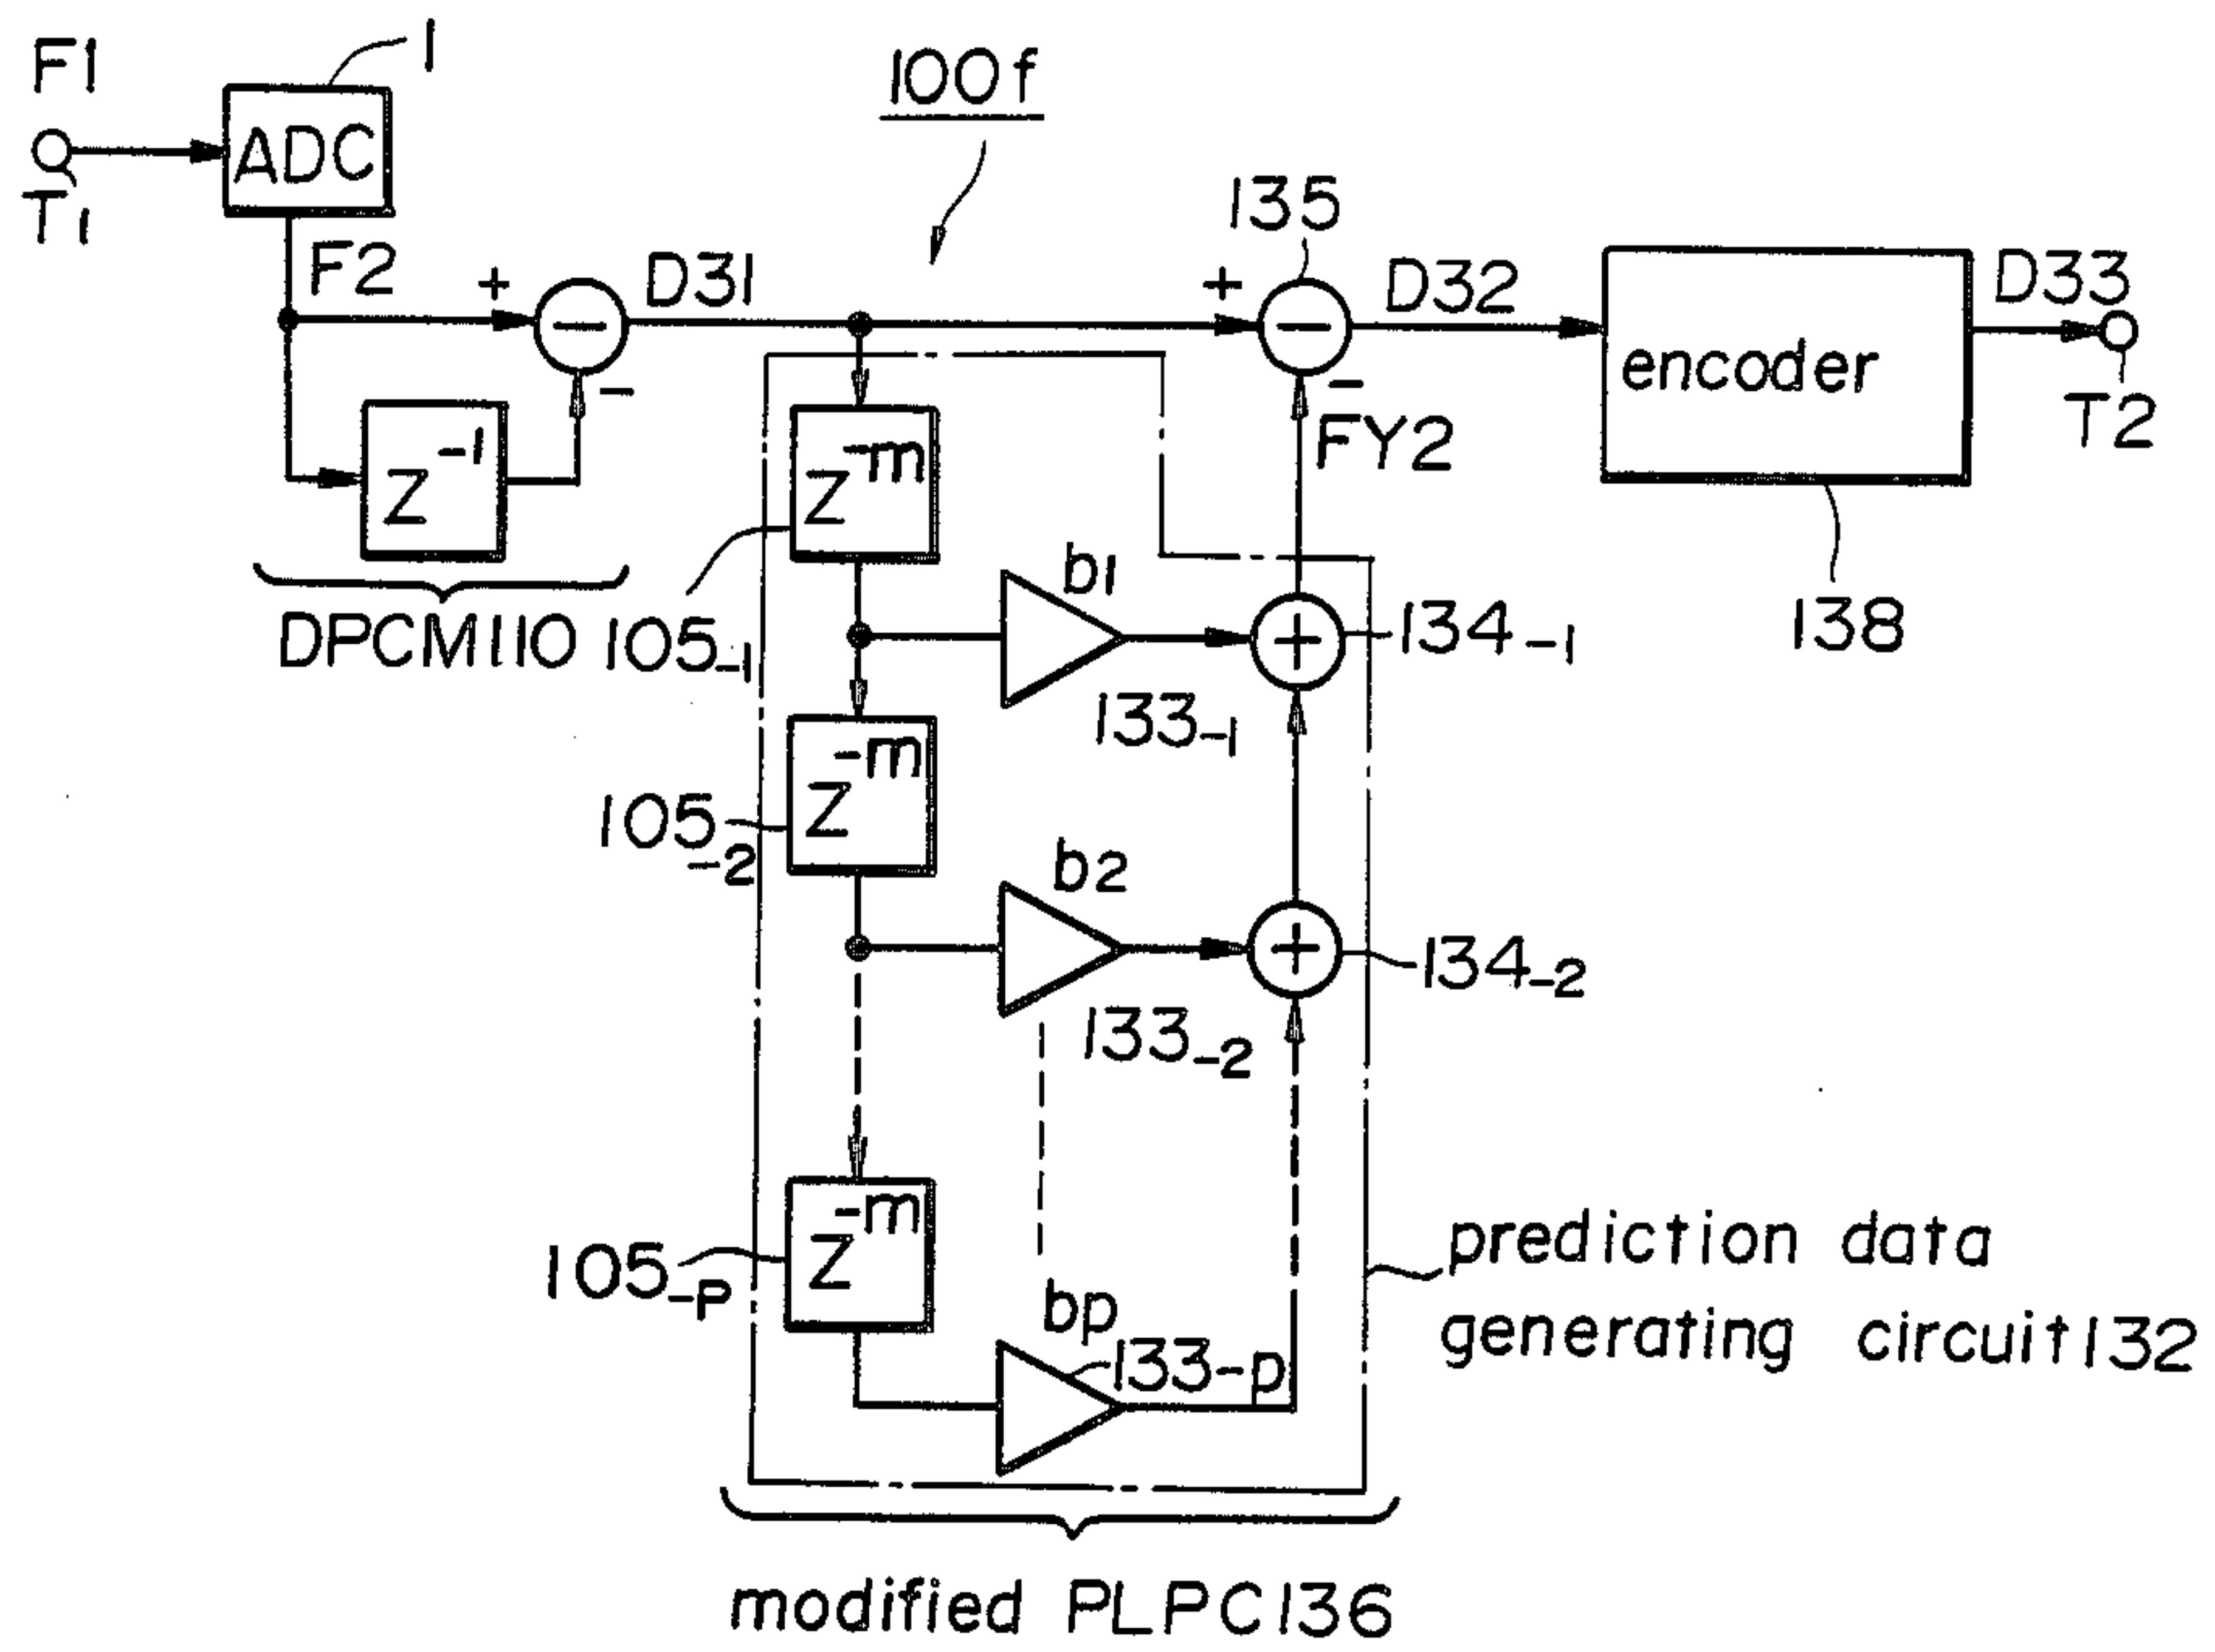 F1
1
100f
ADC
T1
135
F2
+
D31
+
D32
D33
−
encoder
−
−
−
FY2
T2
Z-1
Z-m
b1
DPCM110
105-1
+
134-1
138
133-1
Z-m
105-2
b2
+
134-2
133-2
Z-m
105-P
prediction data
bp
133-p
generating circuit 132
modified PLPC136